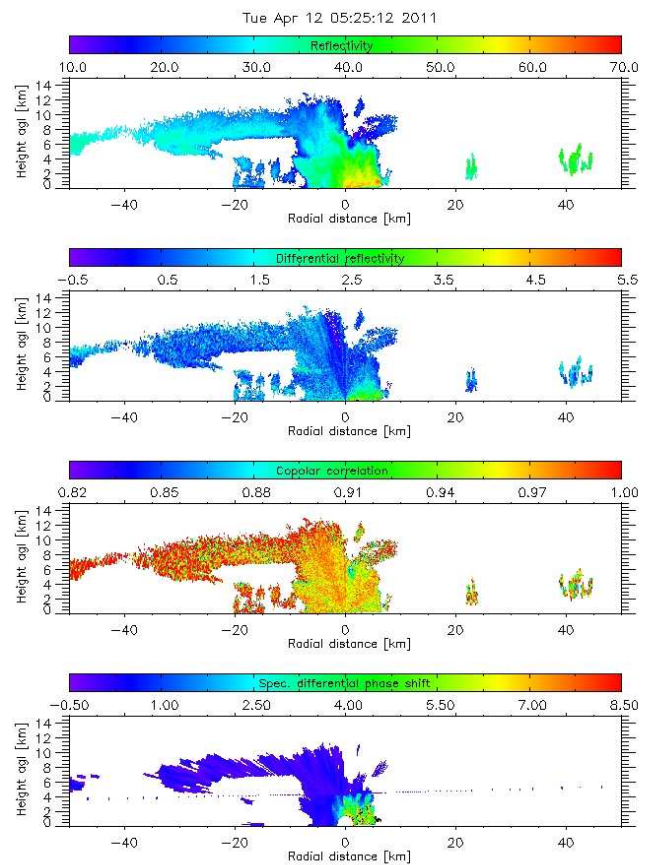 Tue Apr 12 05:25:12 2011
Reflectivity
10.0 20.0 30.0 40.0 50.0 60.0 70.0
Height agl [km]
14
12
10
8
6
4
2
0
−40 −20 0 20 40
Radial distance [km]
Differential reflectivity
−0.5 0.5 1.5 2.5 3.5 4.5 5.5
Height agl [km]
14
12
10
8
6
4
2
0
−40 −20 0 20 40
Radial distance [km]
Copolar correlation
0.82 0.85 0.88 0.91 0.94 0.97 1.00
Height agl [km]
14
12
10
8
6
4
2
0
−40 −20 0 20 40
Radial distance [km]
Spec. differential phase shift
−0.50 1.00 2.50 4.00 5.50 7.00 8.50
Height agl [km]
14
12
10
8
6
4
2
0
−40 −20 0 20 40
Radial distance [km]